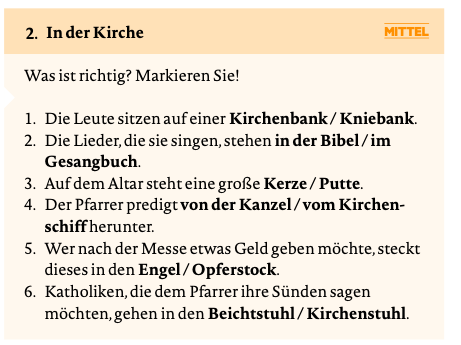 2. In der Kirche MITTEL
Was ist richtig? Markieren Sie!
1. Die Leute sitzen auf einer Kirchenbank / Kniebank.
2. Die Lieder, die sie singen, stehen in der Bibel / im
Gesangbuch.
3. Auf dem Altar steht eine große Kerze / Putte.
4. Der Pfarrer predigt von der Kanzel / vom Kirchen-
schiff herunter.
5. Wer nach der Messe etwas Geld geben möchte, steckt
dieses in den Engel / Opferstock.
6. Katholiken, die dem Pfarrer ihre Sünden sagen
möchten, gehen in den Beichtstuhl / Kirchenstuhl.